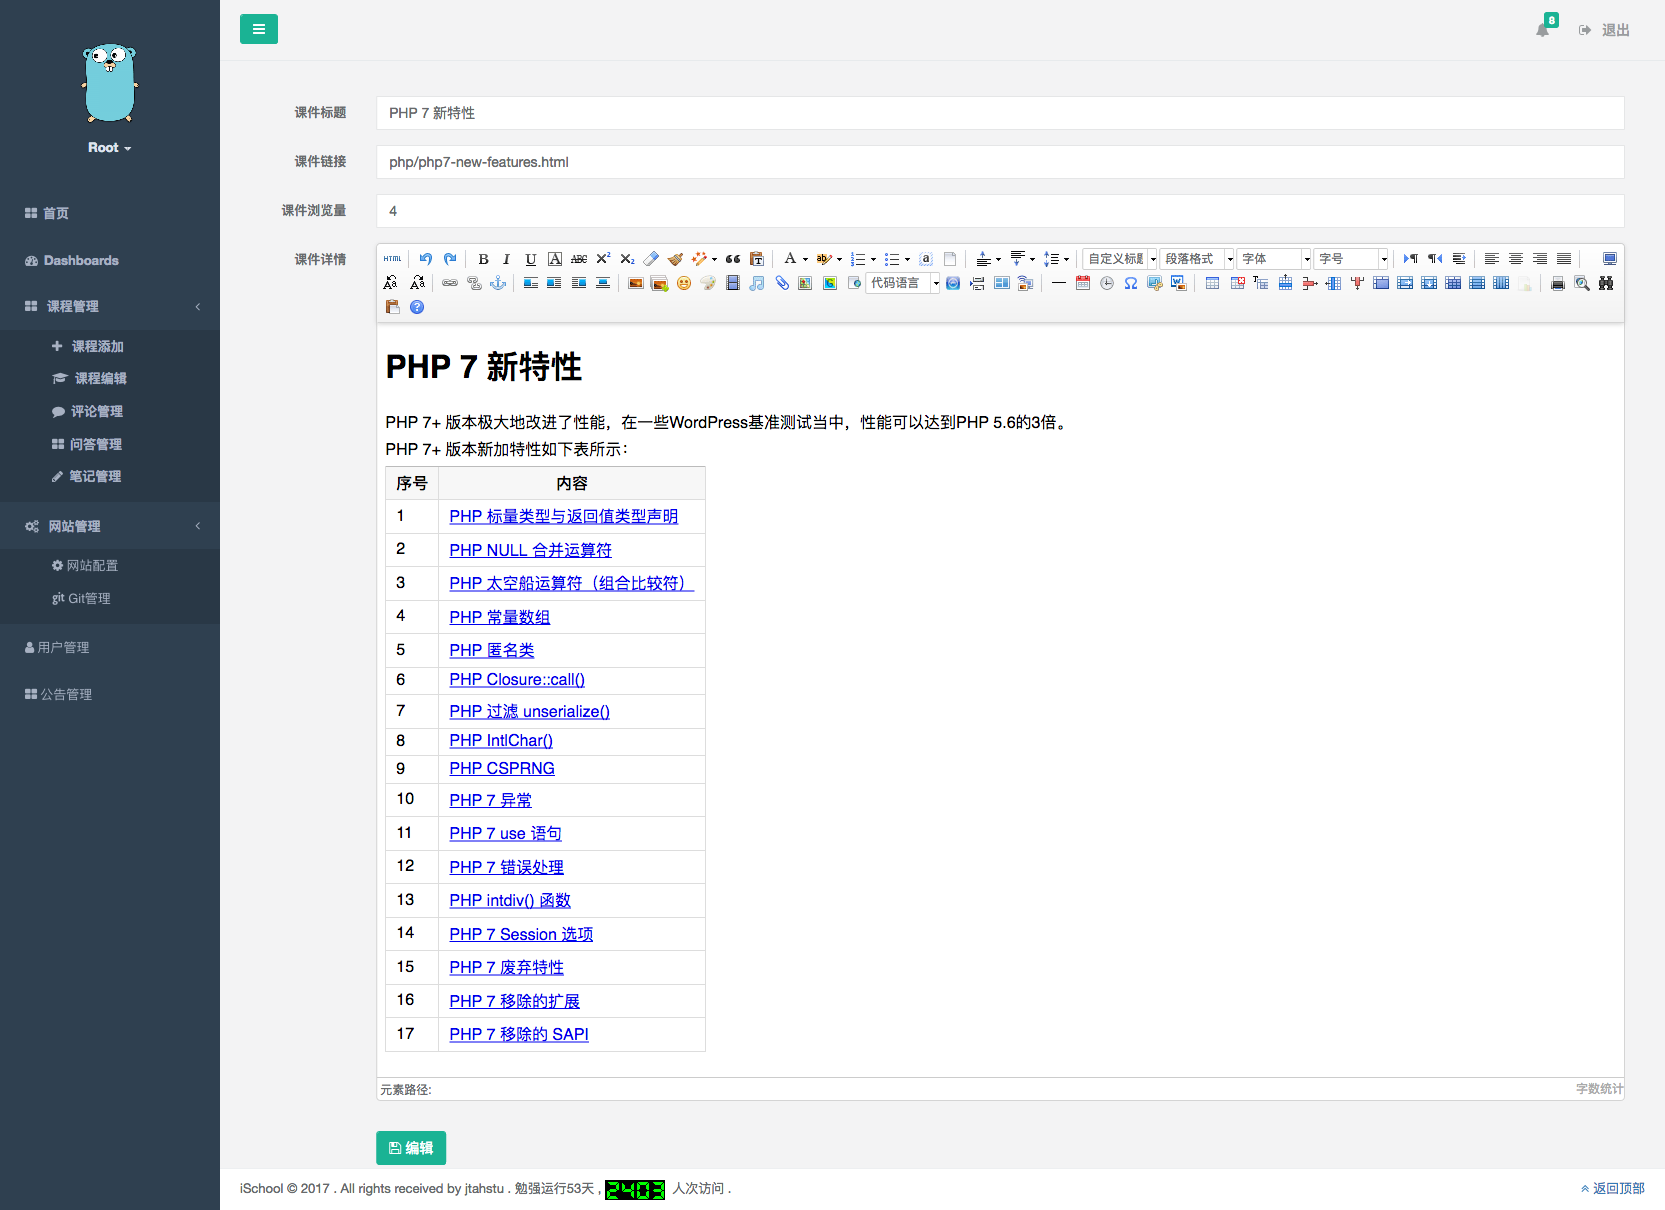 8
退出
Root
首页
Dashboards
课程管理
课程添加
课程编辑
评论管理
问答管理
笔记管理
网站管理
网站配置
git Git管理
用户管理
公告管理
课件标题 PHP 7 新特性
课件链接 php/php7-new-features.html
课件浏览量 4
课件详情
HTML B I U A ABC X² X₂ A ab 自定义标题 段落格式 字体 字号
代码语言
PHP 7 新特性
PHP 7+ 版本极大地改进了性能，在一些WordPress基准测试当中，性能可以达到PHP 5.6的3倍。
PHP 7+ 版本新加特性如下表所示：
序号 内容
1 PHP 标量类型与返回值类型声明
2 PHP NULL 合并运算符
3 PHP 太空船运算符（组合比较符）
4 PHP 常量数组
5 PHP 匿名类
6 PHP Closure::call()
7 PHP 过滤 unserialize()
8 PHP IntlChar()
9 PHP CSPRNG
10 PHP 7 异常
11 PHP 7 use 语句
12 PHP 7 错误处理
13 PHP intdiv() 函数
14 PHP 7 Session 选项
15 PHP 7 废弃特性
16 PHP 7 移除的扩展
17 PHP 7 移除的 SAPI
元素路径: 字数统计
编辑
iSchool © 2017 . All rights received by jtahstu . 勉强运行53天 , 2403 人次访问 .
返回顶部